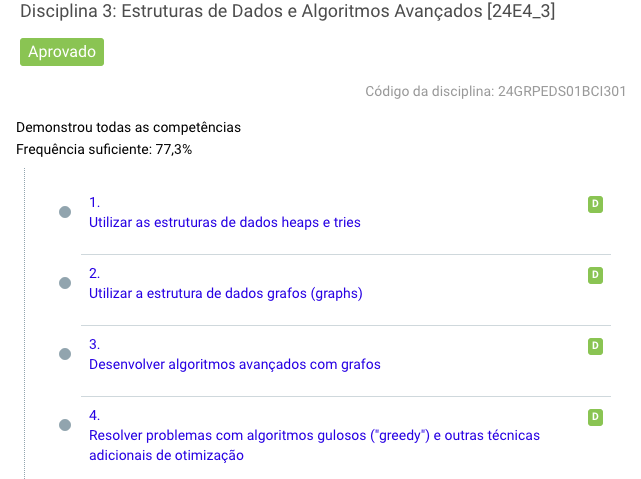 Disciplina 3: Estruturas de Dados e Algoritmos Avançados [24E4_3]
Aprovado
Código da disciplina: 24GRPEDS01BCI301
Demonstrou todas as competências
Frequência suficiente: 77,3%
1.
D
Utilizar as estruturas de dados heaps e tries
2.
D
Utilizar a estrutura de dados grafos (graphs)
3.
D
Desenvolver algoritmos avançados com grafos
4.
D
Resolver problemas com algoritmos gulosos ("greedy") e outras técnicas
adicionais de otimização